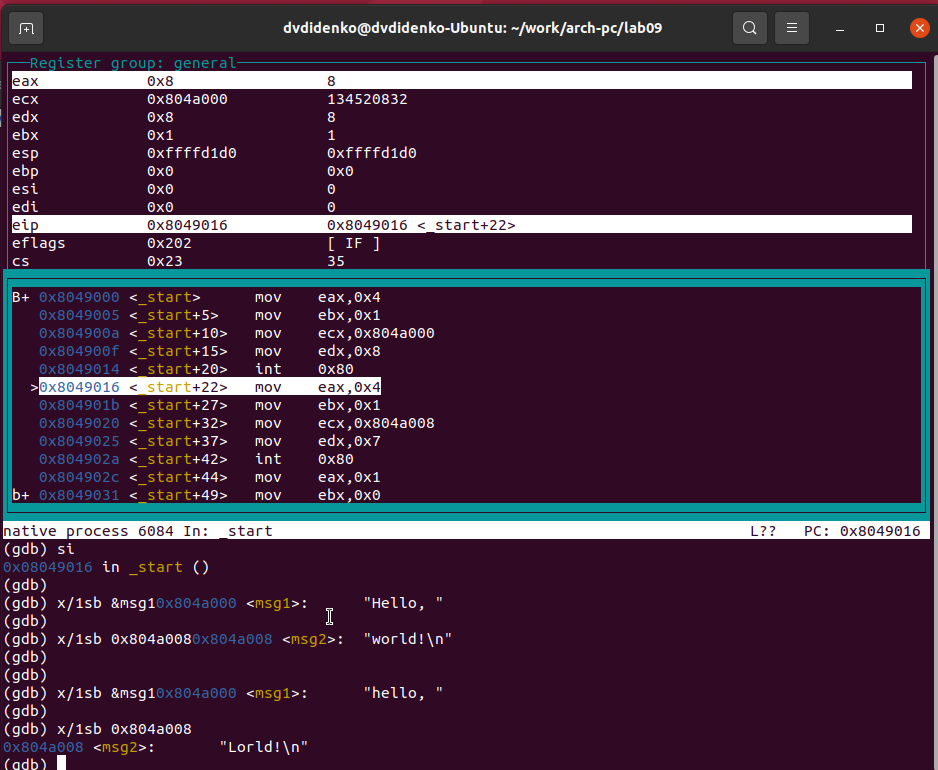 dvdidenko@dvdidenko-Ubuntu: ~/work/arch-pc/lab09
Register group: general
eax 0x8 8
ecx 0x804a000 134520832
edx 0x8 8
ebx 0x1 1
esp 0xffffd1d0 0xffffd1d0
ebp 0x0 0x0
esi 0x0 0
edi 0x0 0
eip 0x8049016 0x8049016 <_start+22>
eflags 0x202 [ IF ]
cs 0x23 35
B+ 0x8049000 <_start> mov eax,0x4
0x8049005 <_start+5> mov ebx,0x1
0x804900a <_start+10> mov ecx,0x804a000
0x804900f <_start+15> mov edx,0x8
0x8049014 <_start+20> int 0x80
>0x8049016 <_start+22> mov eax,0x4
0x804901b <_start+27> mov ebx,0x1
0x8049020 <_start+32> mov ecx,0x804a008
0x8049025 <_start+37> mov edx,0x7
0x804902a <_start+42> int 0x80
0x804902c <_start+44> mov eax,0x1
b+ 0x8049031 <_start+49> mov ebx,0x0
native process 6084 In: _start L?? PC: 0x8049016
(gdb) si
0x08049016 in _start ()
(gdb)
(gdb) x/1sb &msg10x804a000 <msg1>: "Hello, "
(gdb)
(gdb) x/1sb 0x804a0080x804a008 <msg2>: "world!\n"
(gdb)
(gdb)
(gdb) x/1sb &msg10x804a000 <msg1>: "hello, "
(gdb)
(gdb) x/1sb 0x804a008
0x804a008 <msg2>: "Lorld!\n"
(gdb)